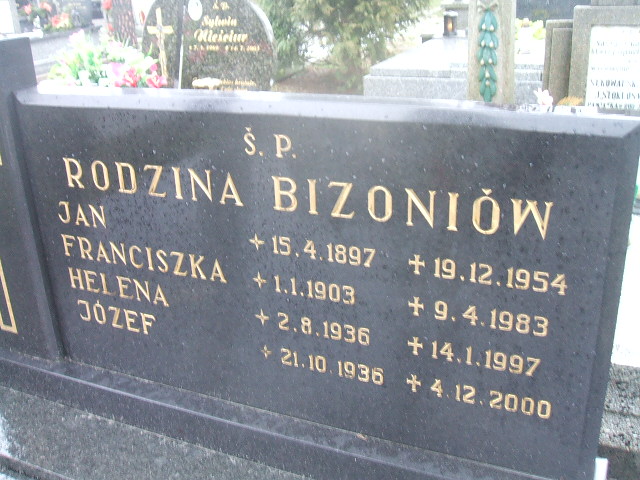 Sylwia
Ś. P.
RODZINA BIZONIÓW
JAN 15.4.1897 19.12.1954
FRANCISZKA 1.1.1903 9.4.1983
HELENA 2.8.1936 14.1.1997
JÓZEF 21.10.1936 4.12.2000